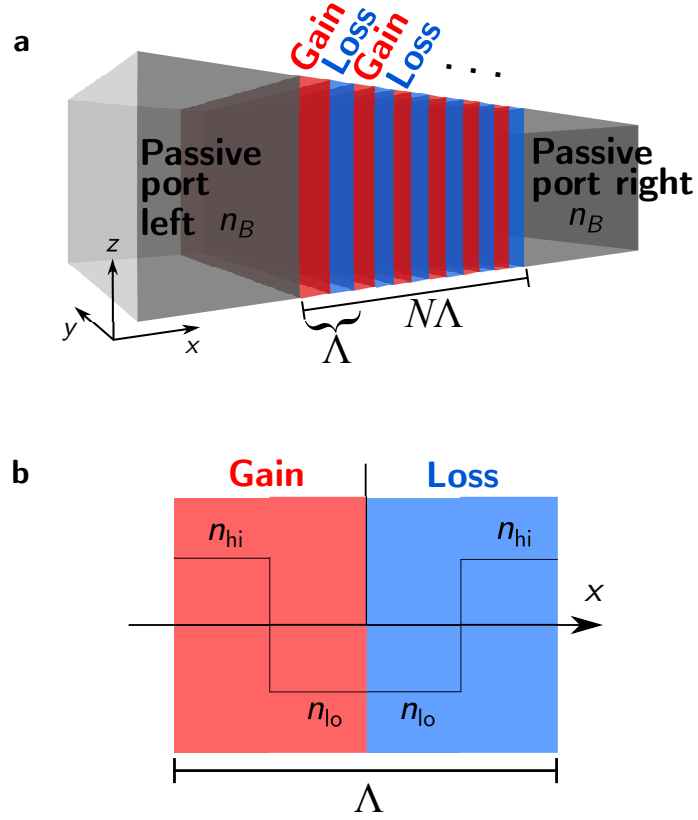 a
Gain
Loss
Gain
Loss
. . .
Passive
port
left
n_B
Passive
port right
n_B
z
y
x
Λ
NΛ
b
Gain
Loss
n_hi
n_hi
x
n_lo
n_lo
Λ